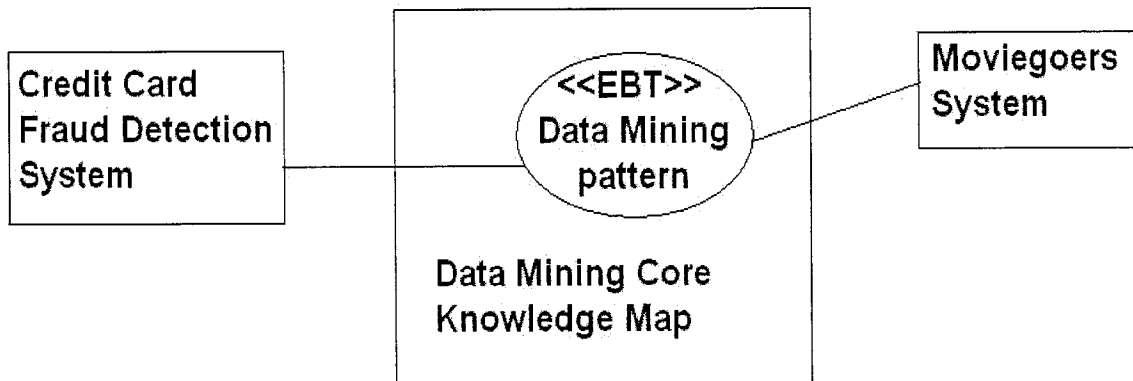 Credit Card
Fraud Detection
System
<<EBT>>
Data Mining
pattern
Data Mining Core
Knowledge Map
Moviegoers
System